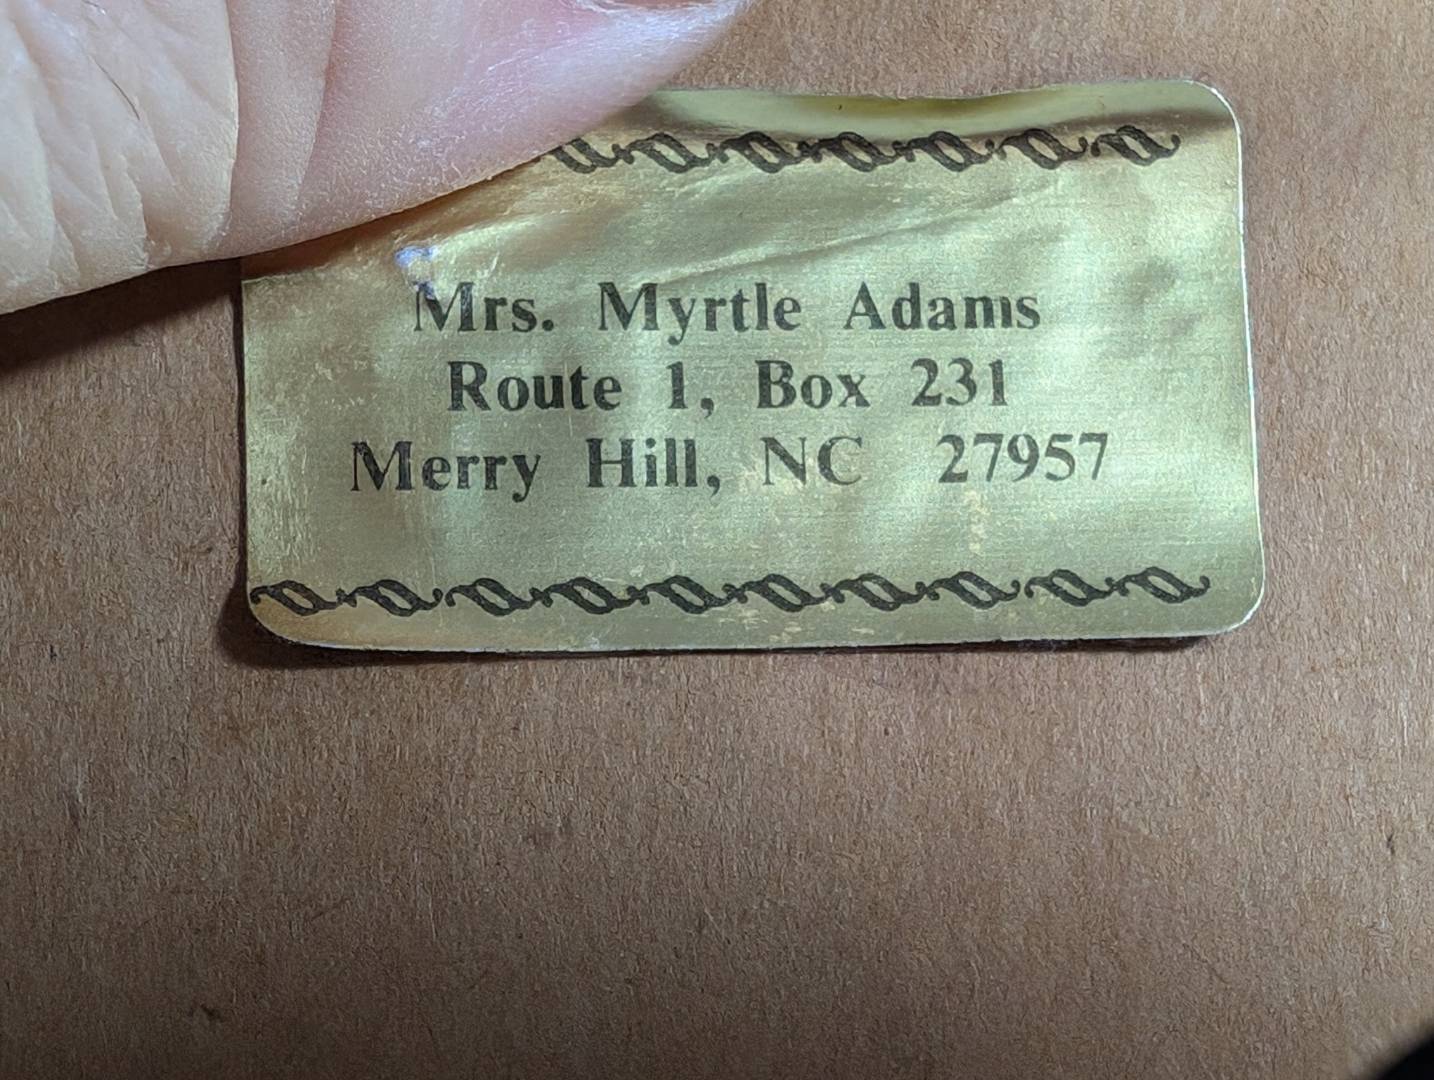 Mrs. Myrtle Adams
Route 1, Box 231
Merry Hill, NC 27957